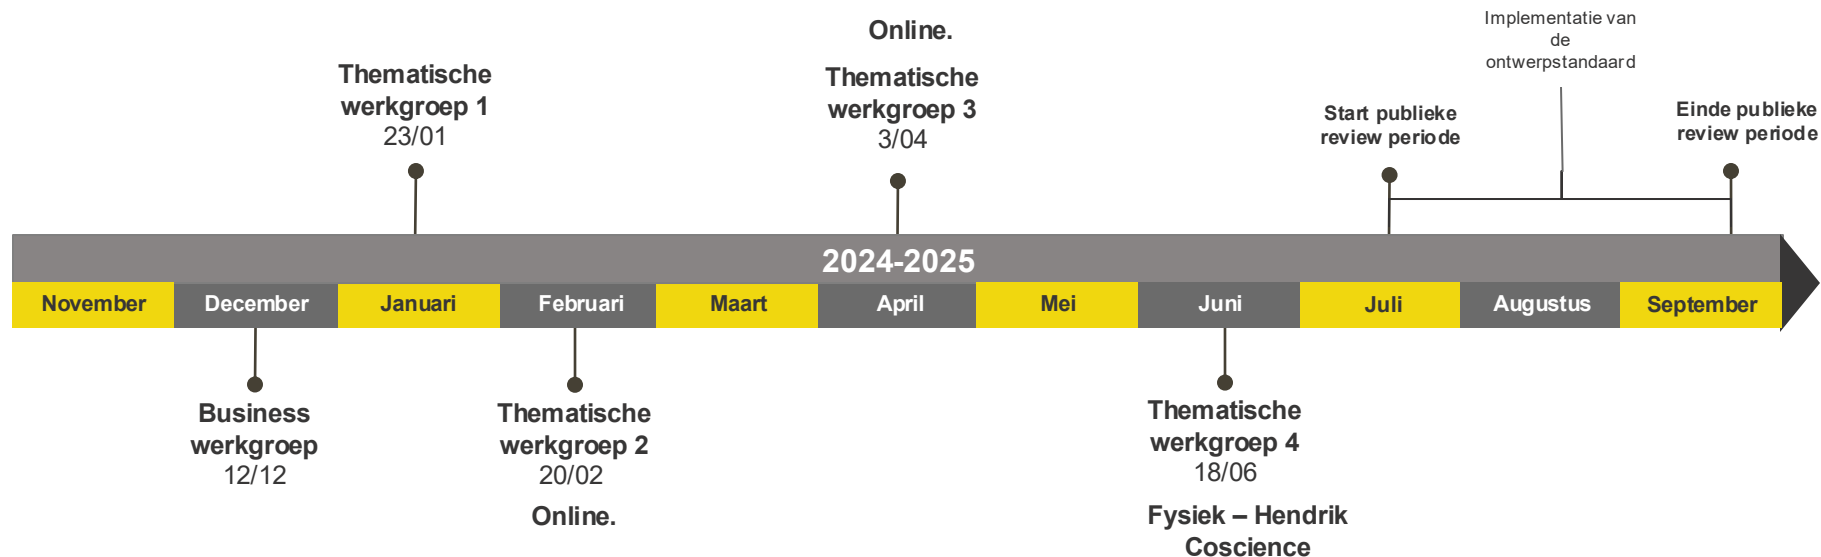 Online.
Thematische
werkgroep 1
23/01
Thematische
werkgroep 3
3/04
Implementatie van
de
ontwerpstandaard
Start publieke
review periode
Einde publieke
review periode
2024-2025
November
December
Januari
Februari
Maart
April
Mei
Juni
Juli
Augustus
September
Business
werkgroep
12/12
Thematische
werkgroep 2
20/02
Online.
Thematische
werkgroep 4
18/06
Fysiek – Hendrik
Coscience